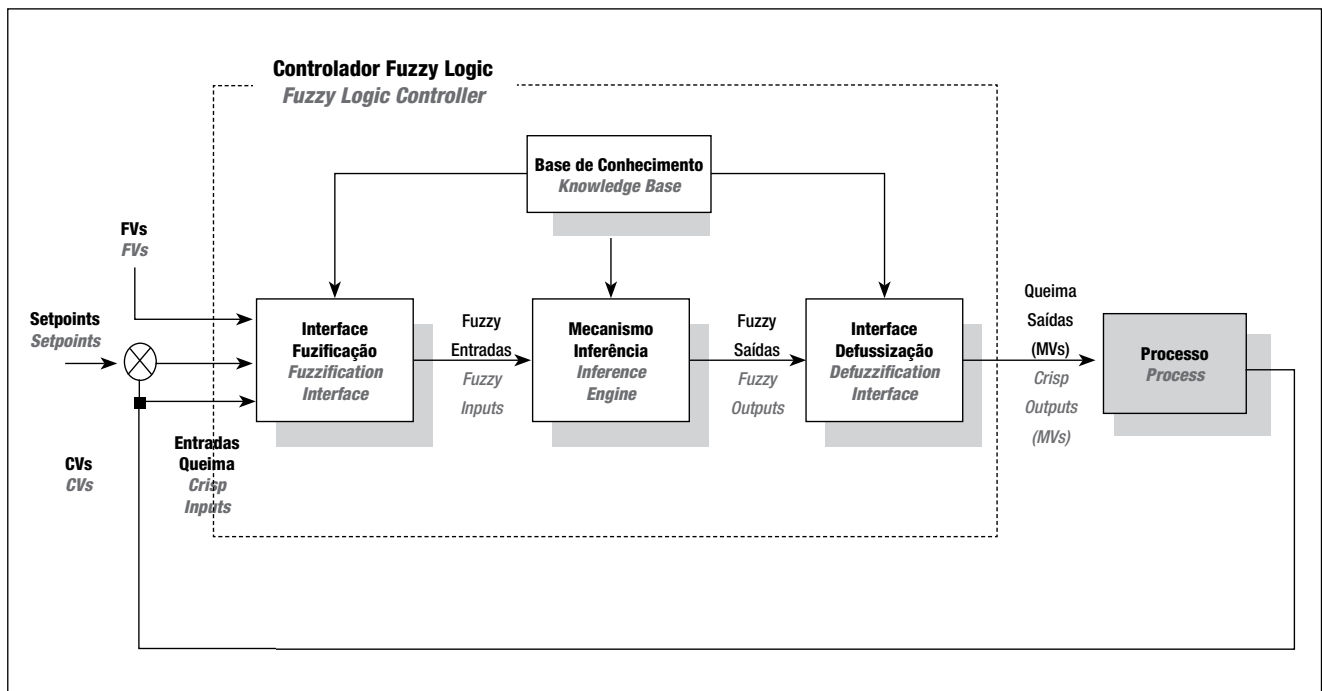 Controlador Fuzzy Logic
Fuzzy Logic Controller
Base de Conhecimento
Knowledge Base
FVs
FVs
Setpoints
Setpoints
Interface
Fuzificação
Fuzzification
Interface
Fuzzy
Entradas
Fuzzy
Inputs
Mecanismo
Inferência
Inference
Engine
Fuzzy
Saídas
Fuzzy
Outputs
Interface
Defussização
Defuzzification
Interface
Queima
Saídas
(MVs)
Crisp
Outputs
(MVs)
Processo
Process
CVs
CVs
Entradas
Queima
Crisp
Inputs